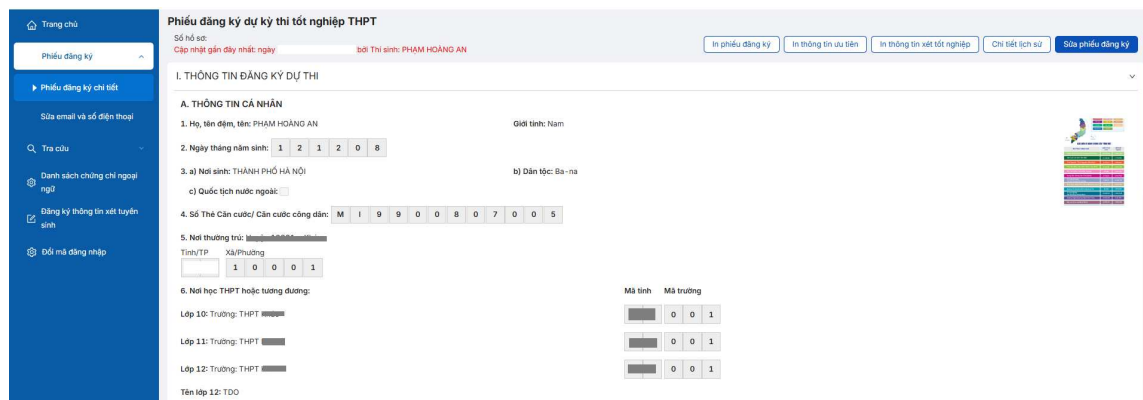 Trang chủ
Phiếu đăng ký
Phiếu đăng ký chi tiết
Sửa email và số điện thoại
Tra cứu
Danh sách chứng chỉ ngoại
ngữ
Đăng ký thông tin xét tuyển
sinh
Đổi mã đăng nhập
Phiếu đăng ký dự kỳ thi tốt nghiệp THPT
Số hồ sơ:
Cập nhật gần đây nhất: ngày bởi Thí sinh: PHẠM HOÀNG AN
In phiếu đăng ký
In thông tin ưu tiên
In thông tin xét tốt nghiệp
Chi tiết lịch sử
Sửa phiếu đăng ký
I. THÔNG TIN ĐĂNG KÝ DỰ THI
A. THÔNG TIN CÁ NHÂN
1. Họ, tên đệm, tên: PHẠM HOÀNG AN Giới tính: Nam
2. Ngày tháng năm sinh: 1 2 1 2 0 8
3. a) Nơi sinh: THÀNH PHỐ HÀ NỘI b) Dân tộc: Ba-na
c) Quốc tịch nước ngoài:
4. Số Thẻ Căn cước/ Căn cước công dân: M I 9 9 0 0 8 0 7 0 0 5
5. Nơi thường trú:
Tỉnh/TP Xã/Phường
1 0 0 0 1
6. Nơi học THPT hoặc tương đương: Mã tỉnh Mã trường
Lớp 10: Trường: THPT 0 0 1
Lớp 11: Trường: THPT 0 0 1
Lớp 12: Trường: THPT 0 0 1
Tên lớp 12: TDO